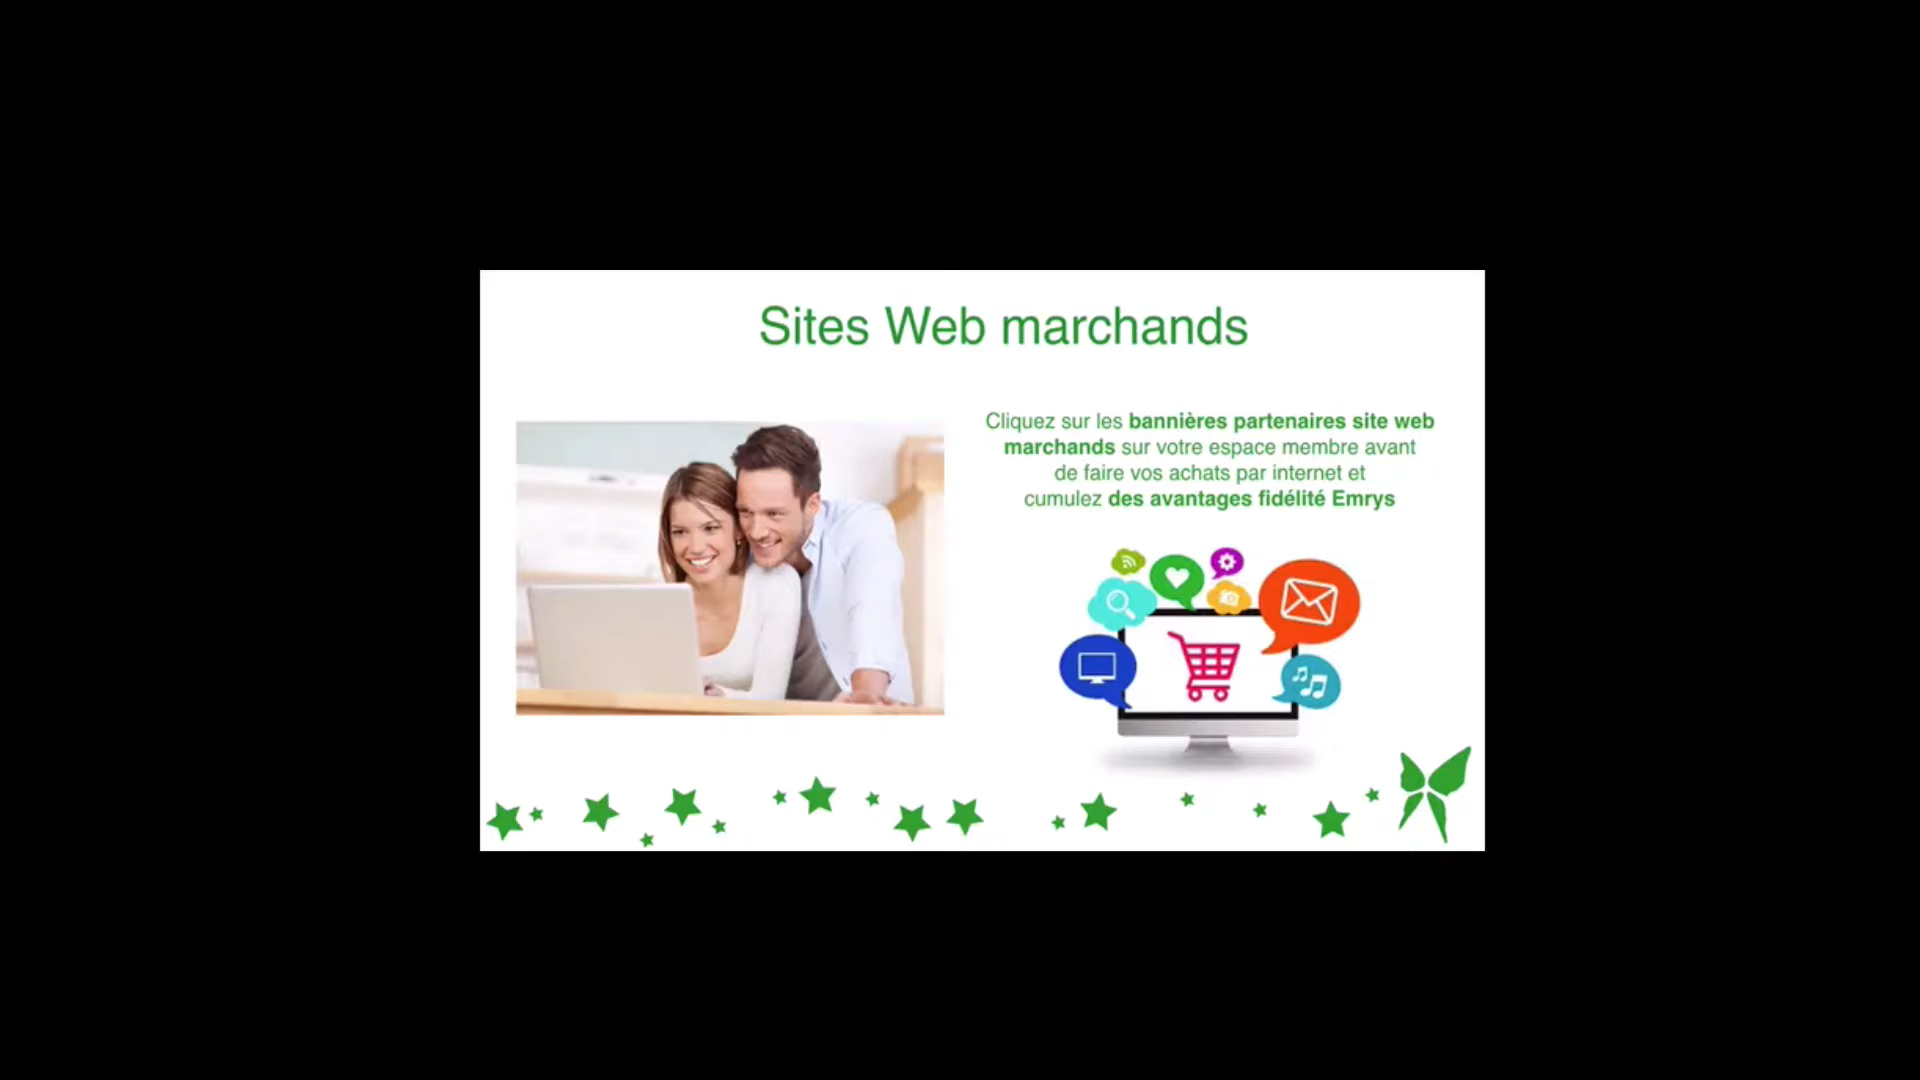 Sites Web marchands
Cliquez sur les bannières partenaires site web
marchands sur votre espace membre avant
de faire vos achats par internet et
cumulez des avantages fidélité Emrys